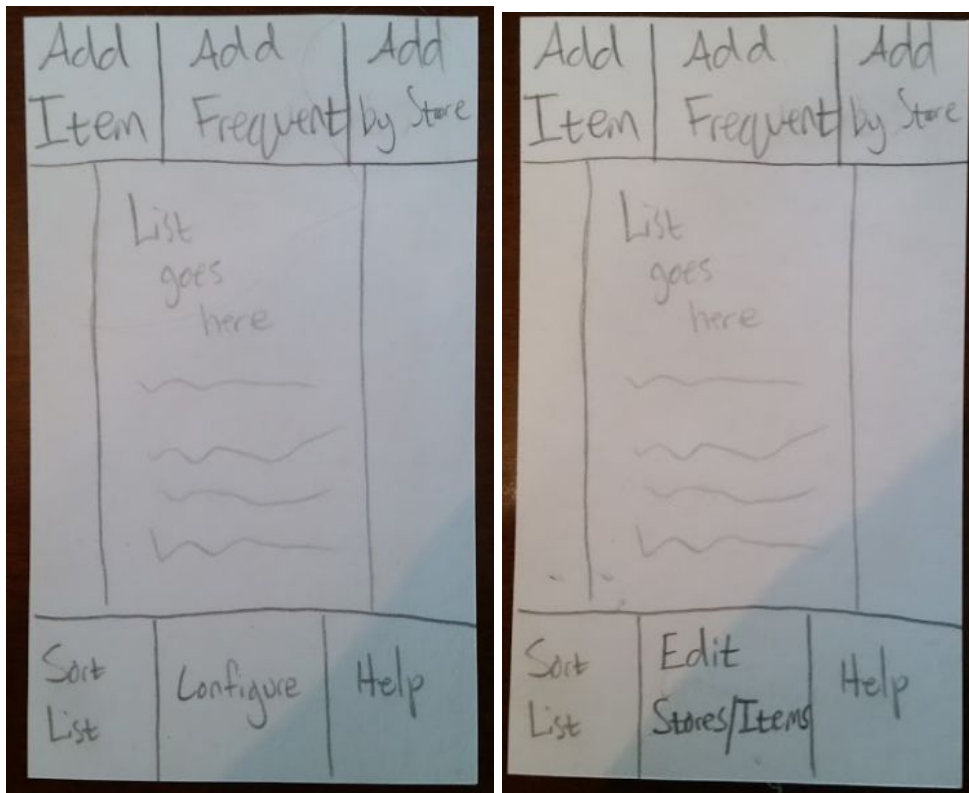 Add
Item
Add
Frequent
Add
by Store
List
goes
here
Sort
List
Configure
Help
Add
Item
Add
Frequent
Add
by Store
List
goes
here
Sort
List
Edit
Stores/Items
Help